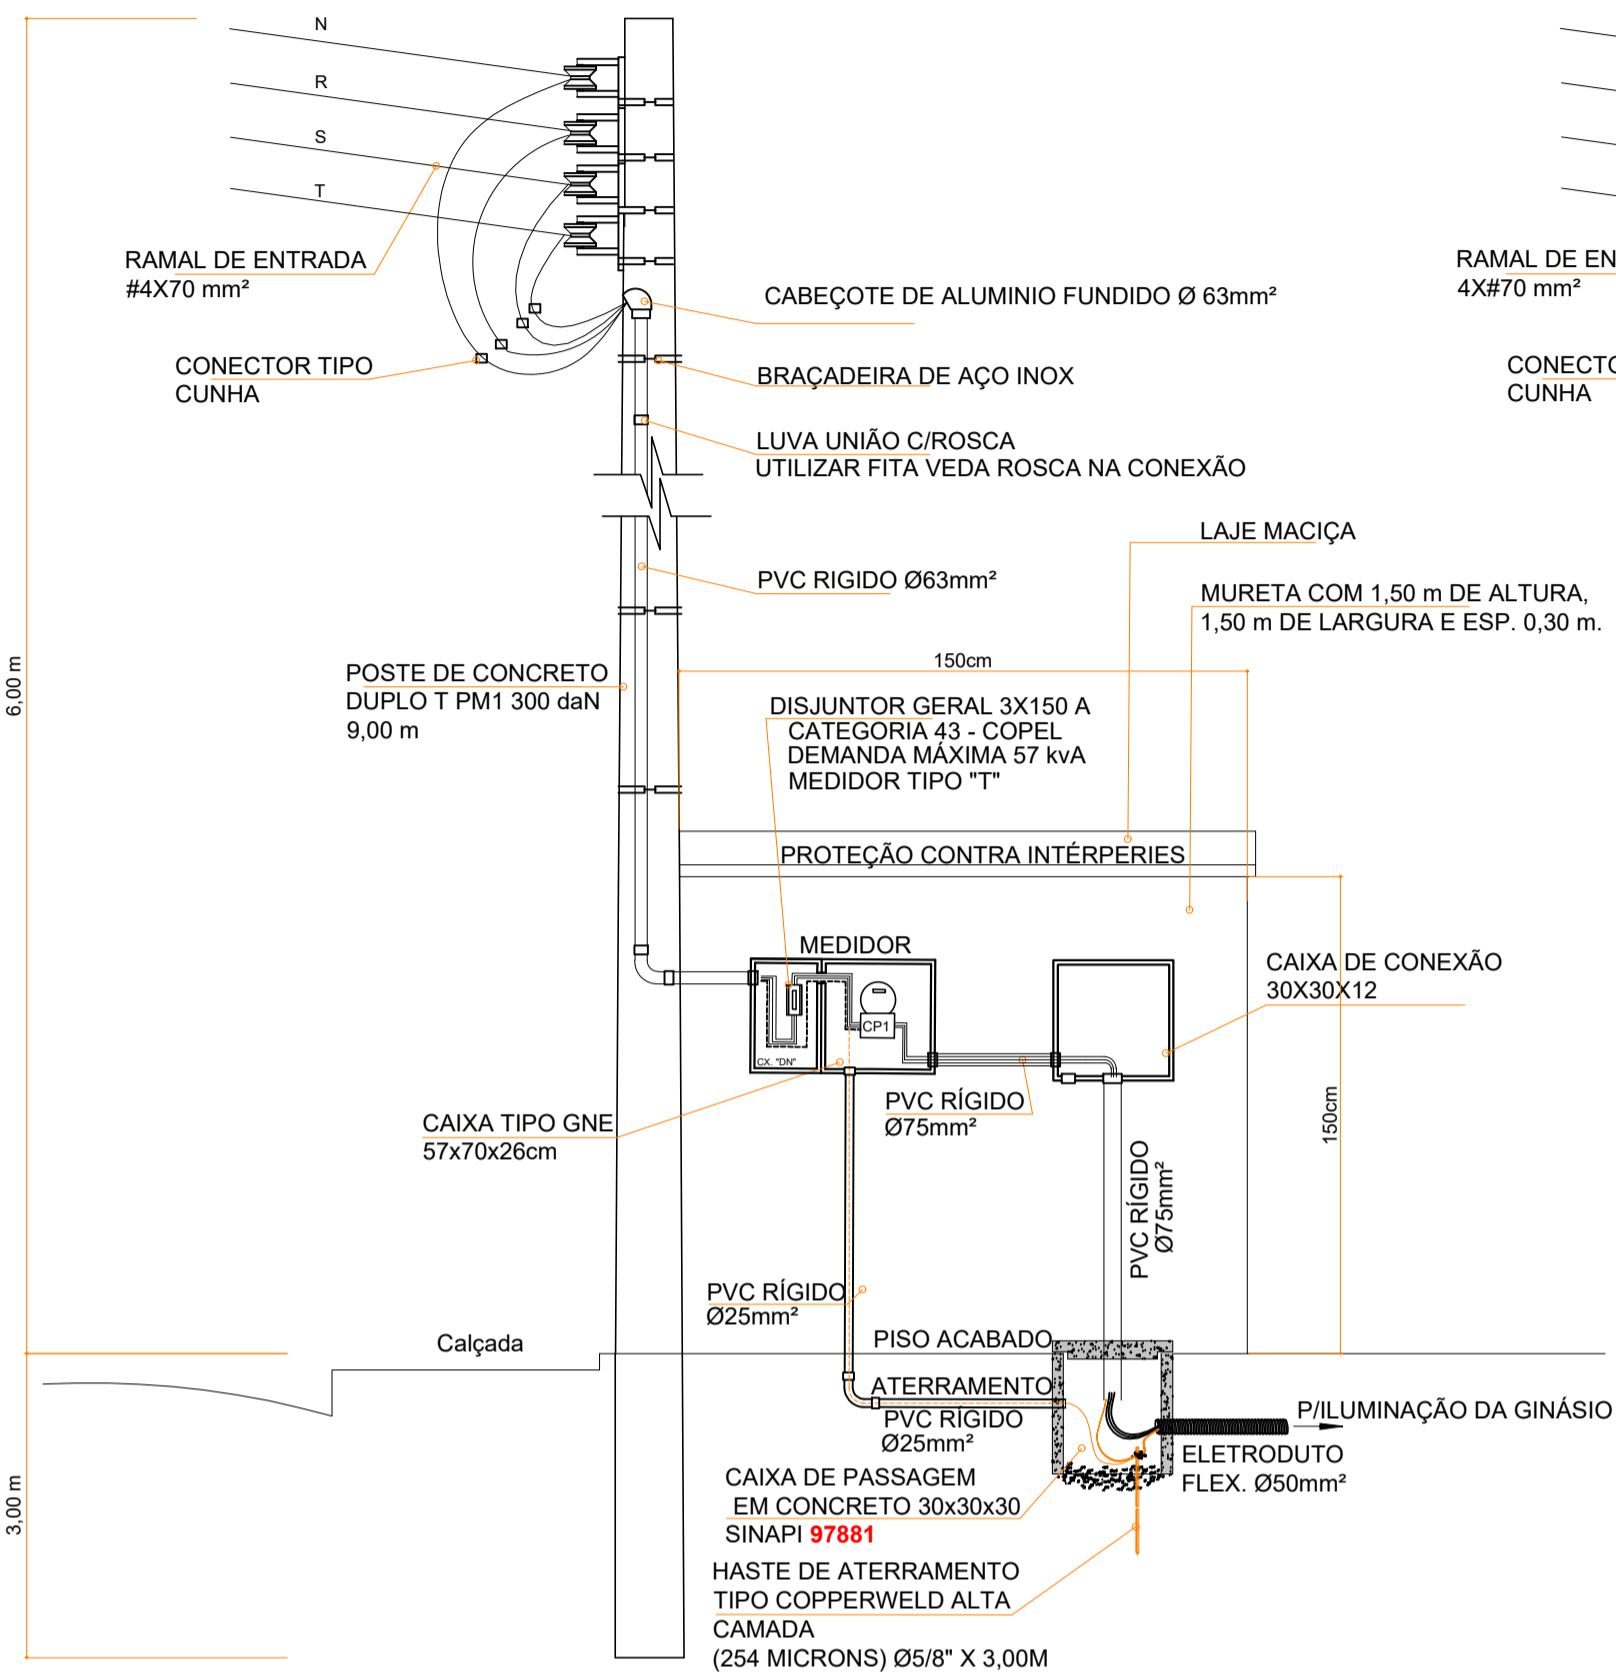 N
R
S
T
RAMAL DE ENTRADA
#4X70 mm²
CONECTOR TIPO
CUNHA
CABEÇOTE DE ALUMINIO FUNDIDO Ø 63mm²
BRAÇADEIRA DE AÇO INOX
LUVA UNIÃO C/ROSCA
UTILIZAR FITA VEDA ROSCA NA CONEXÃO
RAMAL DE EN
4X#70 mm²
CONECTO
CUNHA
LAJE MACIÇA
PVC RIGIDO Ø63mm²
MURETA COM 1,50 m DE ALTURA,
1,50 m DE LARGURA E ESP. 0,30 m.
6,00 m
150cm
POSTE DE CONCRETO
DUPLO T PM1 300 daN
9,00 m
DISJUNTOR GERAL 3X150 A
CATEGORIA 43 - COPEL
DEMANDA MÁXIMA 57 kvA
MEDIDOR TIPO "T"
PROTEÇÃO CONTRA INTÉRPERIES
MEDIDOR
CP1
CX. "DN"
CAIXA DE CONEXÃO
30X30X12
CAIXA TIPO GNE
57x70x26cm
PVC RÍGIDO
Ø75mm²
150cm
PVC RÍGIDO
Ø75mm²
PVC RÍGIDO
Ø25mm²
Calçada
PISO ACABADO
ATERRAMENTO
PVC RÍGIDO
Ø25mm²
P/ILUMINAÇÃO DA GINÁSIO
ELETRODUTO
FLEX. Ø50mm²
3,00 m
CAIXA DE PASSAGEM
EM CONCRETO 30x30x30
SINAPI 97881
HASTE DE ATERRAMENTO
TIPO COPPERWELD ALTA
CAMADA
(254 MICRONS) Ø5/8" X 3,00M